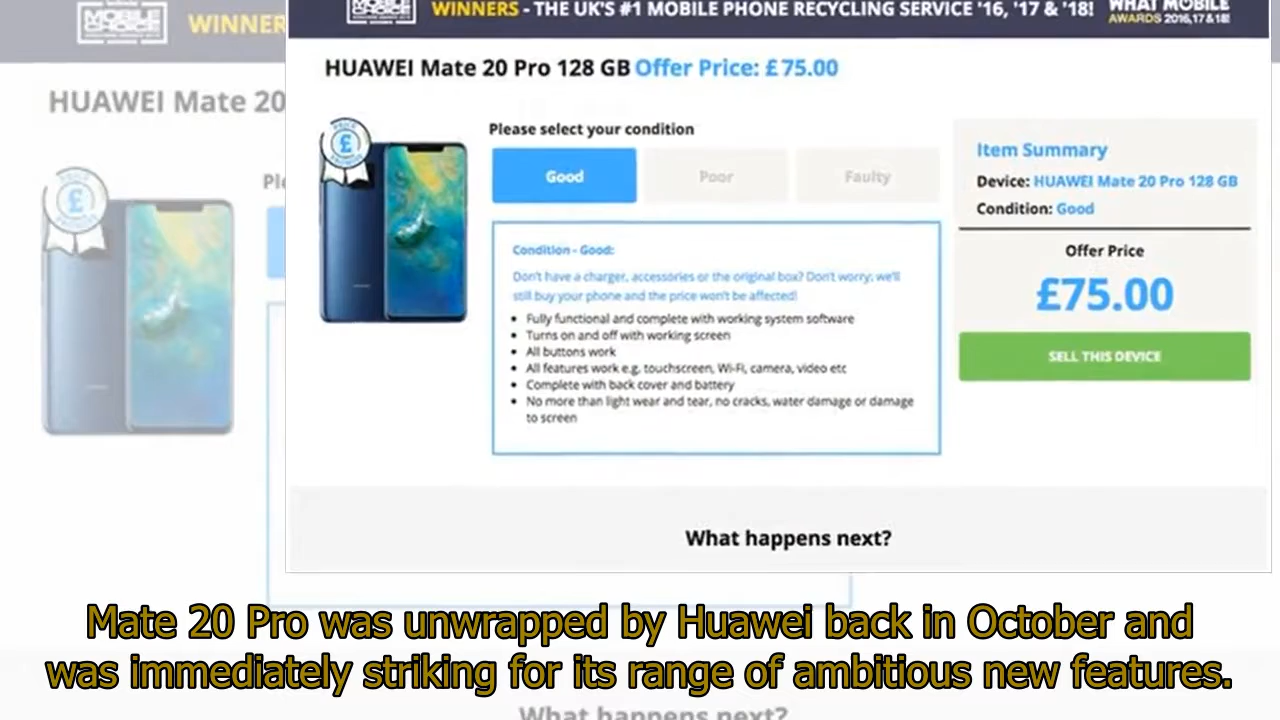 MOBILE
CHOICE
WINNERS - THE UK'S #1 MOBILE PHONE RECYCLING SERVICE '16, '17 & '18!
WHAT MOBILE
AWARDS 2016,17 &18!
WINNER
HUAWEI Mate 20 Pro 128 GB Offer Price: £75.00
HUAWEI Mate 20
Please select your condition
Good
Poor
Faulty
Item Summary
Device: HUAWEI Mate 20 Pro 128 GB
Condition: Good
Offer Price
£75.00
SELL THIS DEVICE
Condition - Good:
Don't have a charger, accessories or the original box? Don't worry; we'll
still buy your phone and the price won't be affected!
Fully functional and complete with working system software
Turns on and off with working screen
All buttons work
All features work e.g. touchscreen, Wi-Fi, camera, video etc
Complete with back cover and battery
No more than light wear and tear, no cracks, water damage or damage
to screen
What happens next?
Mate 20 Pro was unwrapped by Huawei back in October and
was immediately striking for its range of ambitious new features.
What happens next?